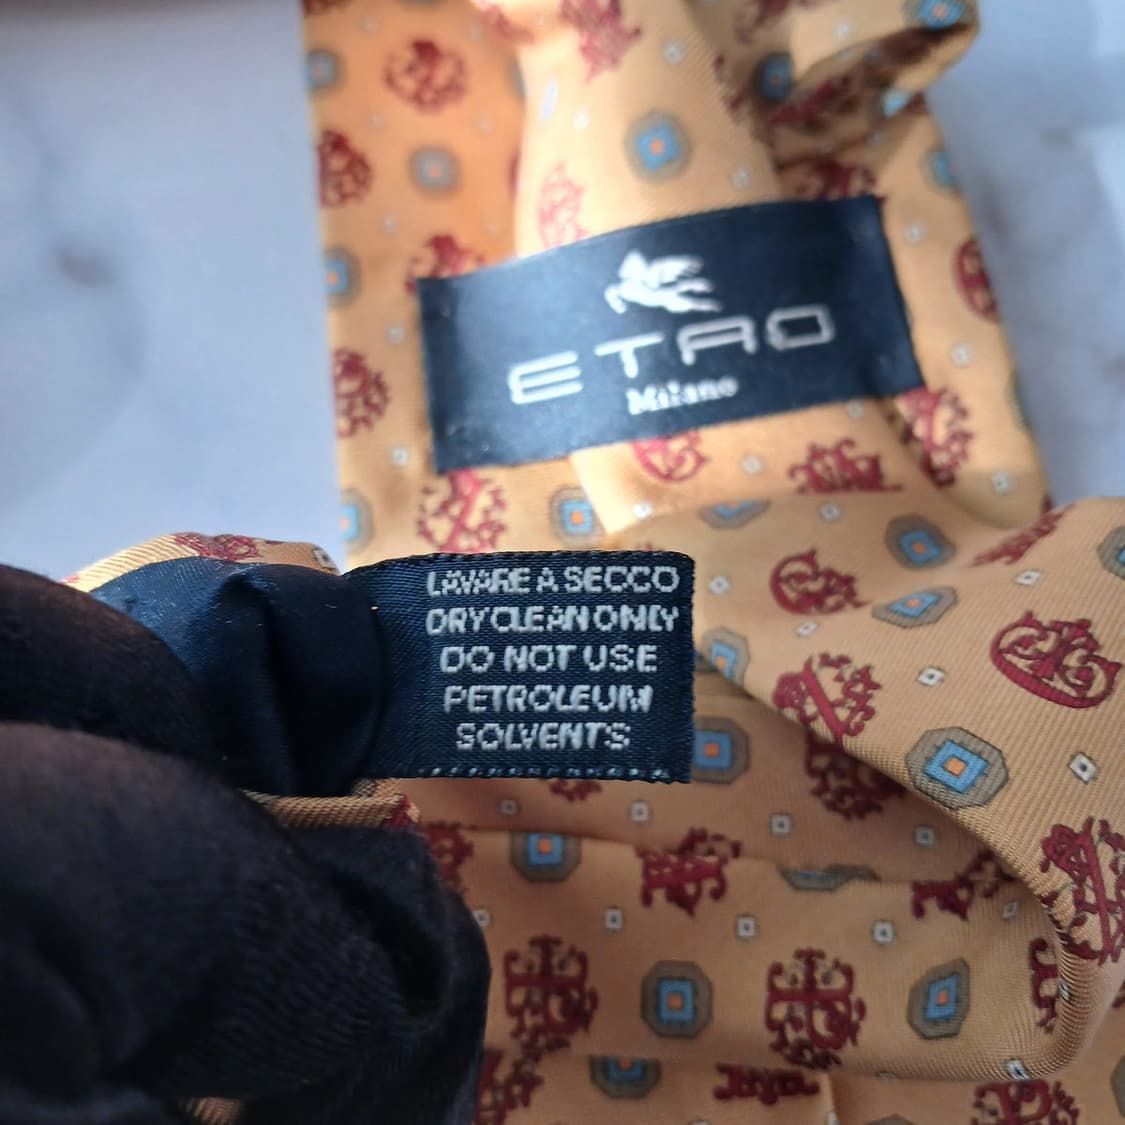 ETRO
Milano
LAVARE A SECCO
DRY CLEAN ONLY
DO NOT USE
PETROLEUM
SOLVENTS